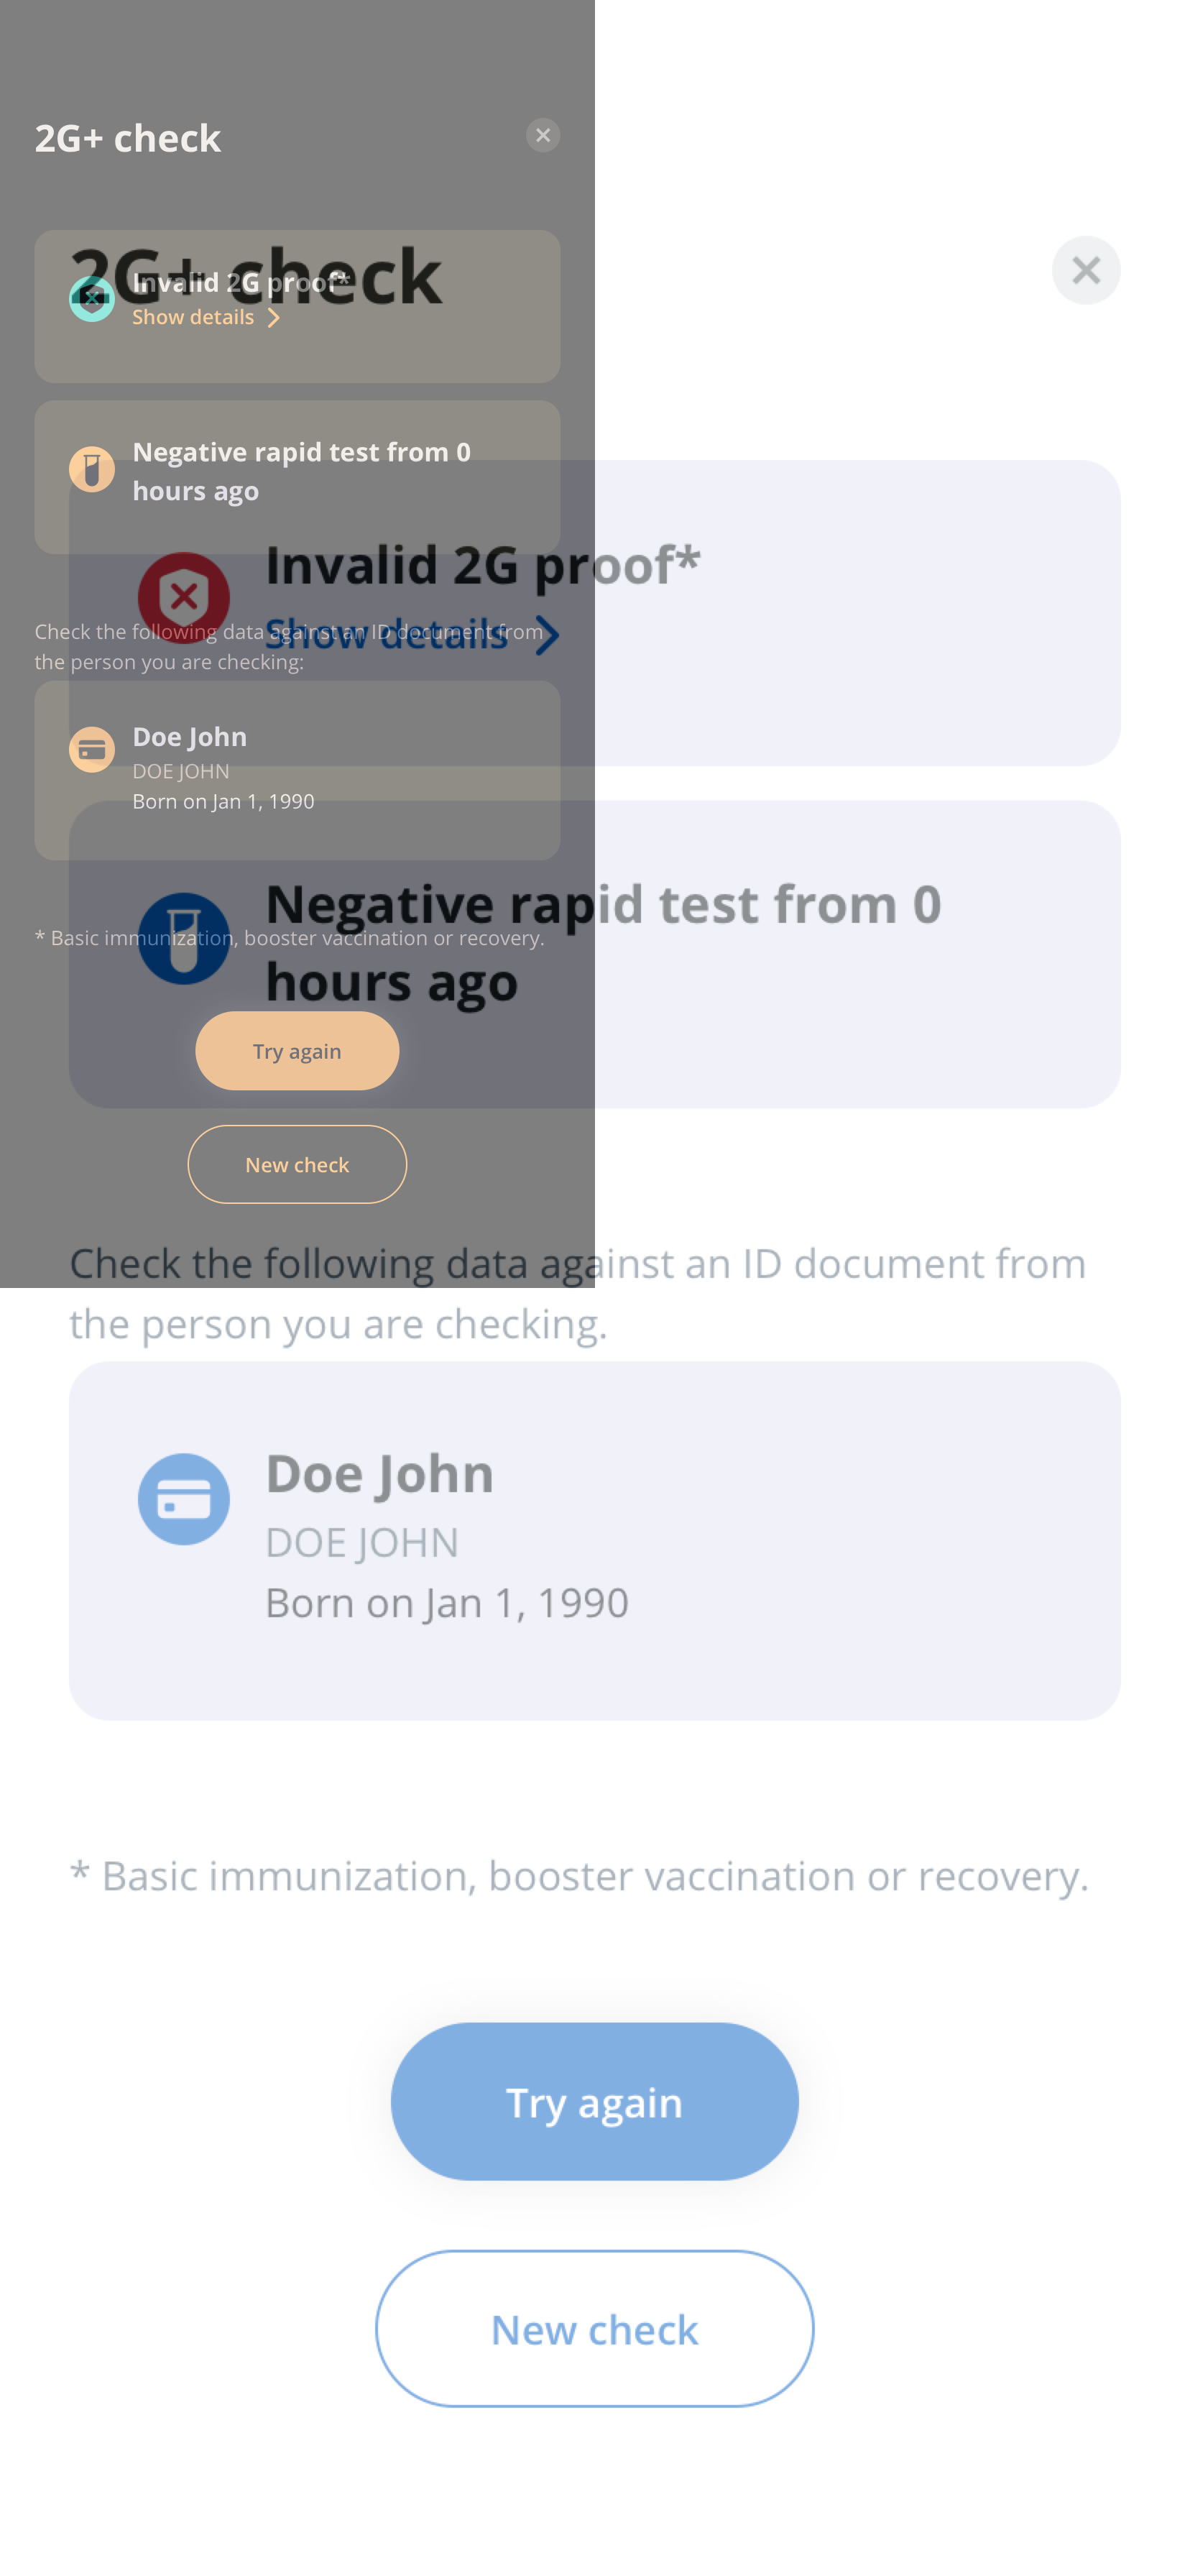 2G+ check
Invalid 2G proof*
Show details
Negative rapid test from 0
hours ago
Check the following data against an ID document from
the person you are checking:
Doe John
DOE JOHN
Born on Jan 1, 1990
* Basic immunization, booster vaccination or recovery.
Try again
New check
2G+ check
Invalid 2G proof*
Show details
Negative rapid test from 0
hours ago
Check the following data against an ID document from
the person you are checking.
Doe John
DOE JOHN
Born on Jan 1, 1990
* Basic immunization, booster vaccination or recovery.
Try again
New check